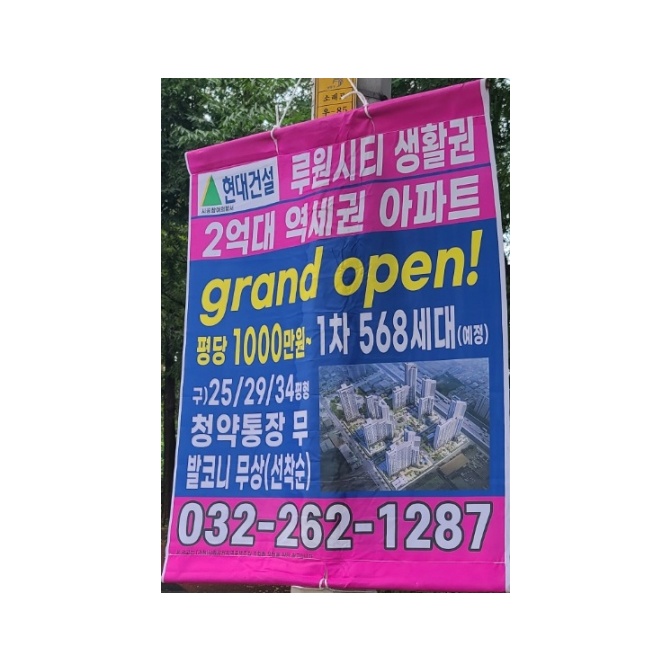 현대건설
루원시티 생활권
2억대 역세권 아파트
grand open!
평당 1000만원~ 1차 568세대(예정)
구)25/29/34평형
청약통장 무
발코니 무상(선착순)
032-262-1287